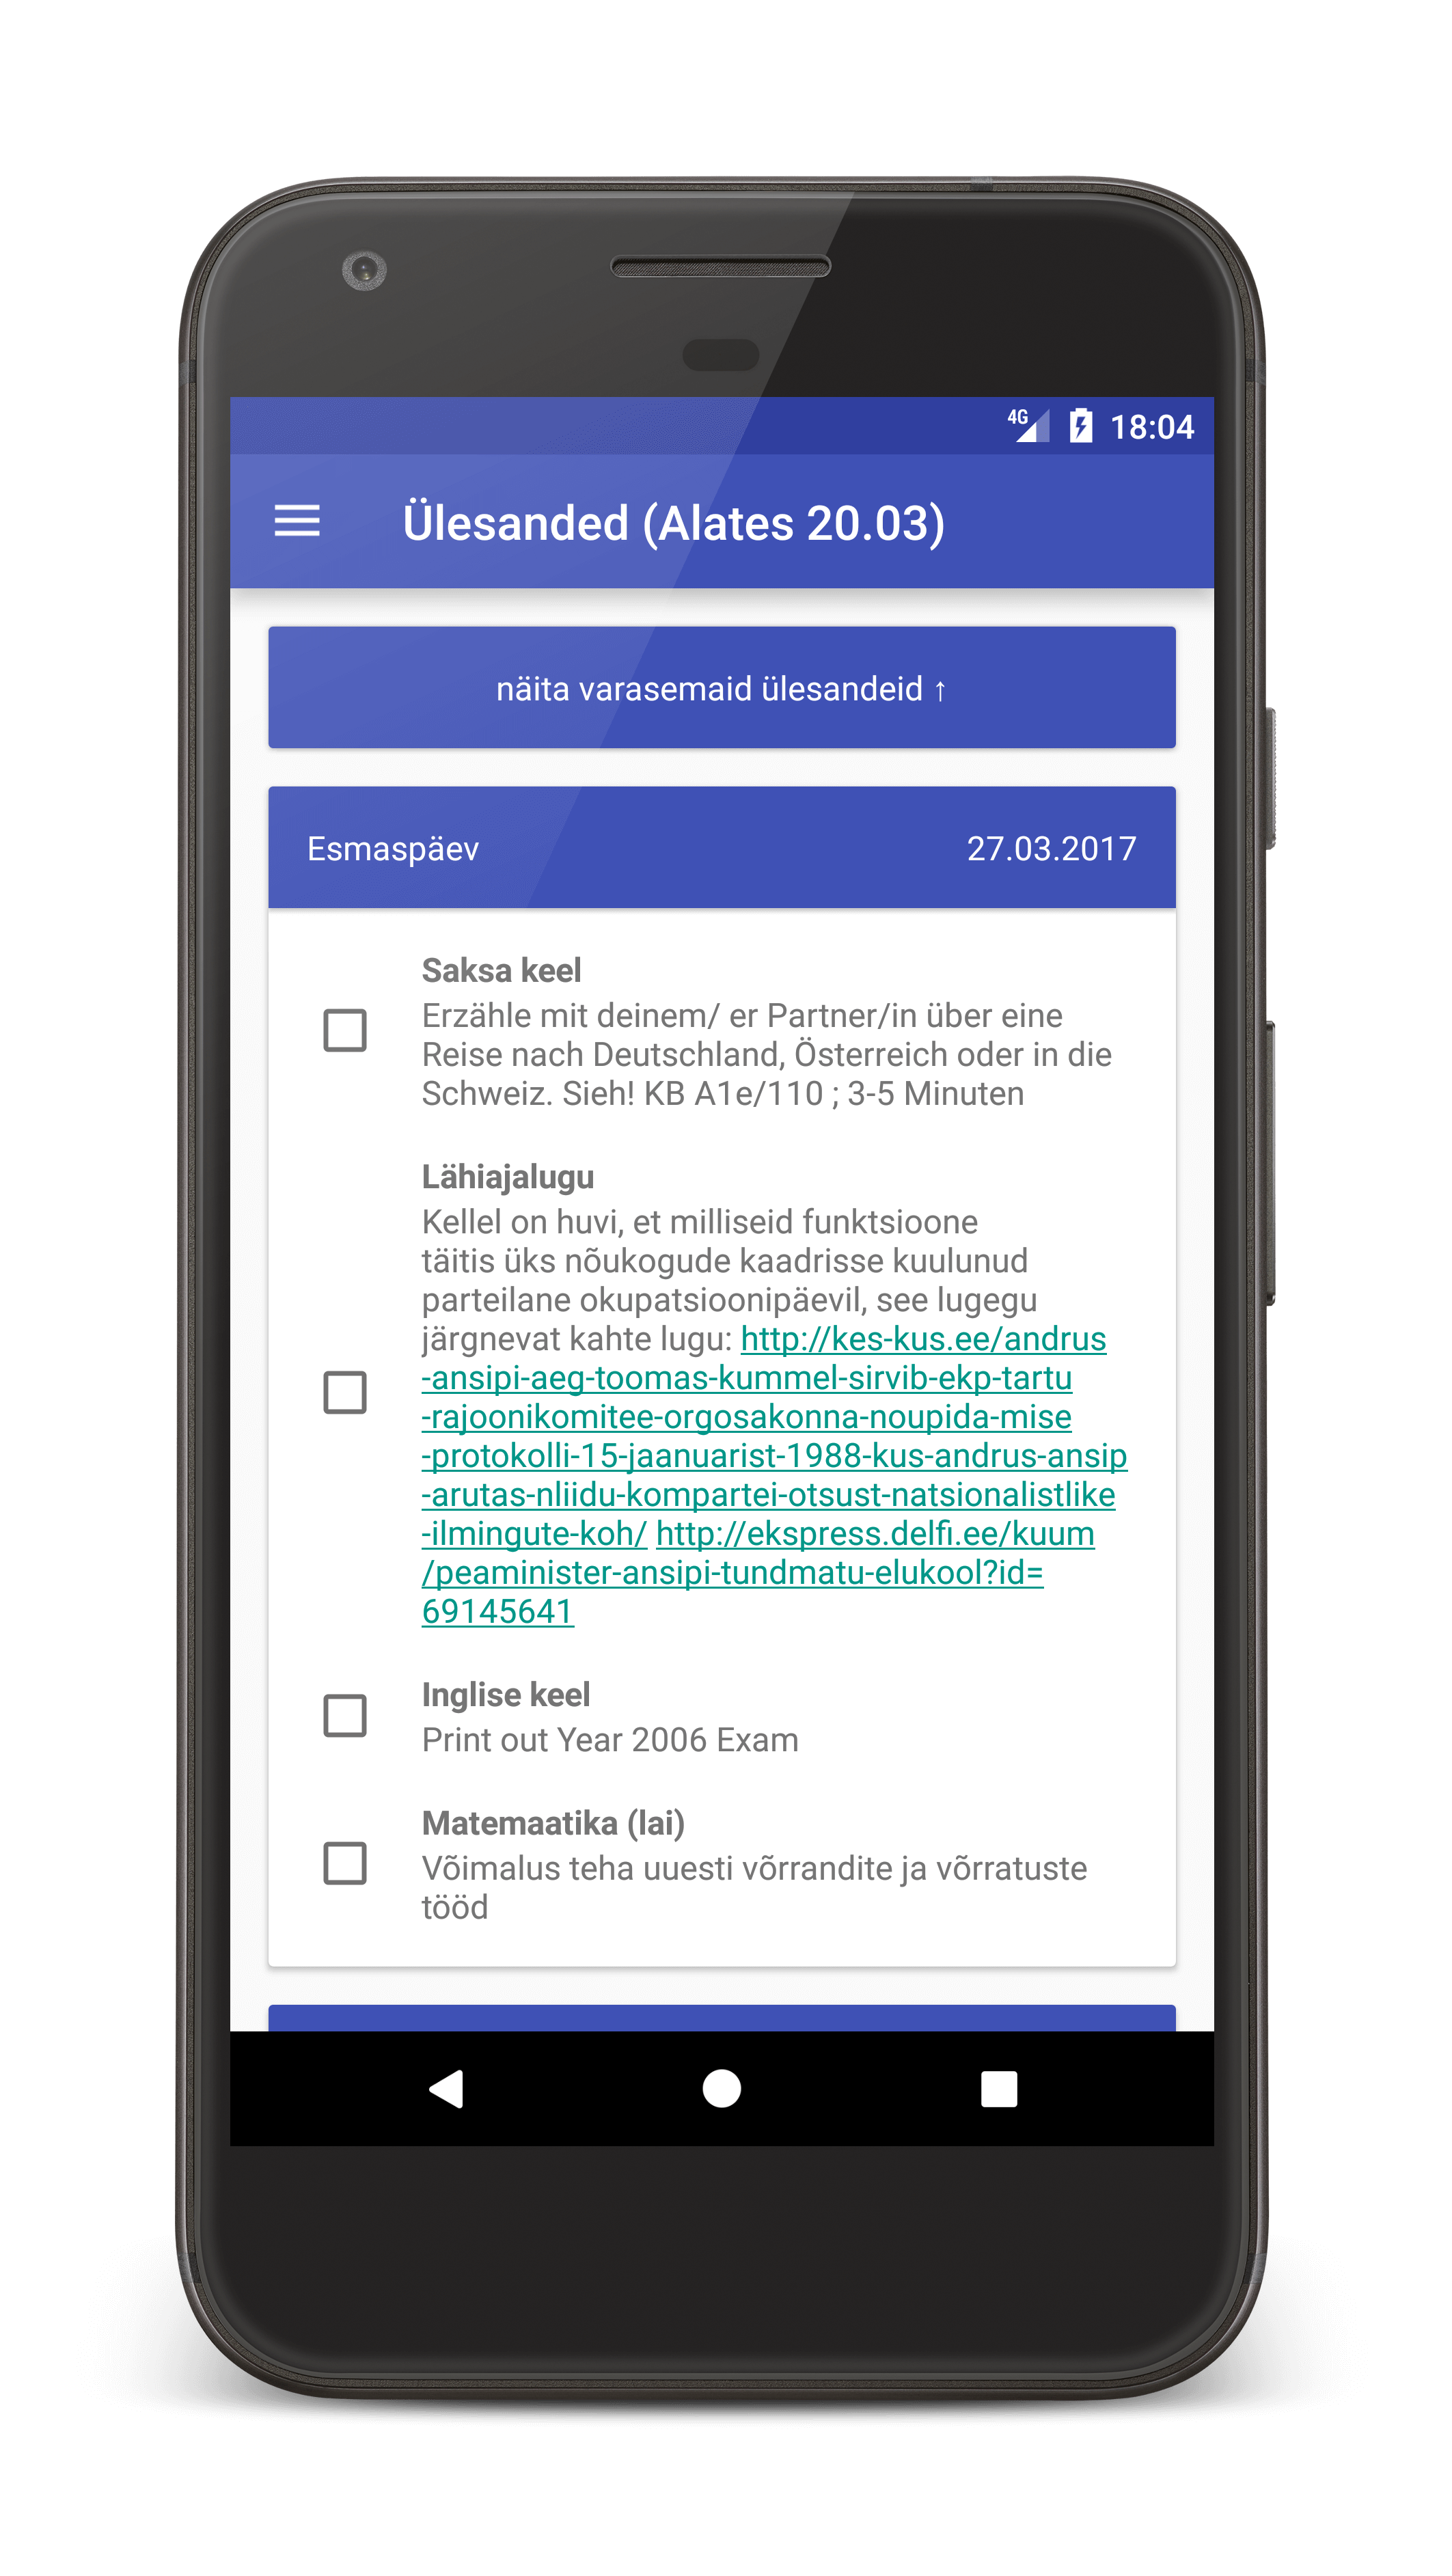 4G 18:04
Ülesanded (Alates 20.03)
näita varasemaid ülesandeid ↑
Esmaspäev 27.03.2017
Saksa keel
Erzähle mit deinem/ er Partner/in über eine
Reise nach Deutschland, Österreich oder in die
Schweiz. Sieh! KB A1e/110 ; 3-5 Minuten
Lähiajalugu
Kellel on huvi, et milliseid funktsioone
täitis üks nõukogude kaadrisse kuulunud
parteilane okupatsioonipäevil, see lugegu
järgnevat kahte lugu: http://kes-kus.ee/andrus
-ansipi-aeg-toomas-kummel-sirvib-ekp-tartu
-rajoonikomitee-orgosakonna-noupida-mise
-protokolli-15-jaanuarist-1988-kus-andrus-ansip
-arutas-nliidu-kompartei-otsust-natsionalistlike
-ilmingute-koh/ http://ekspress.delfi.ee/kuum
/peaminister-ansipi-tundmatu-elukool?id=
69145641
Inglise keel
Print out Year 2006 Exam
Matemaatika (lai)
Võimalus teha uuesti võrrandite ja võrratuste
tööd